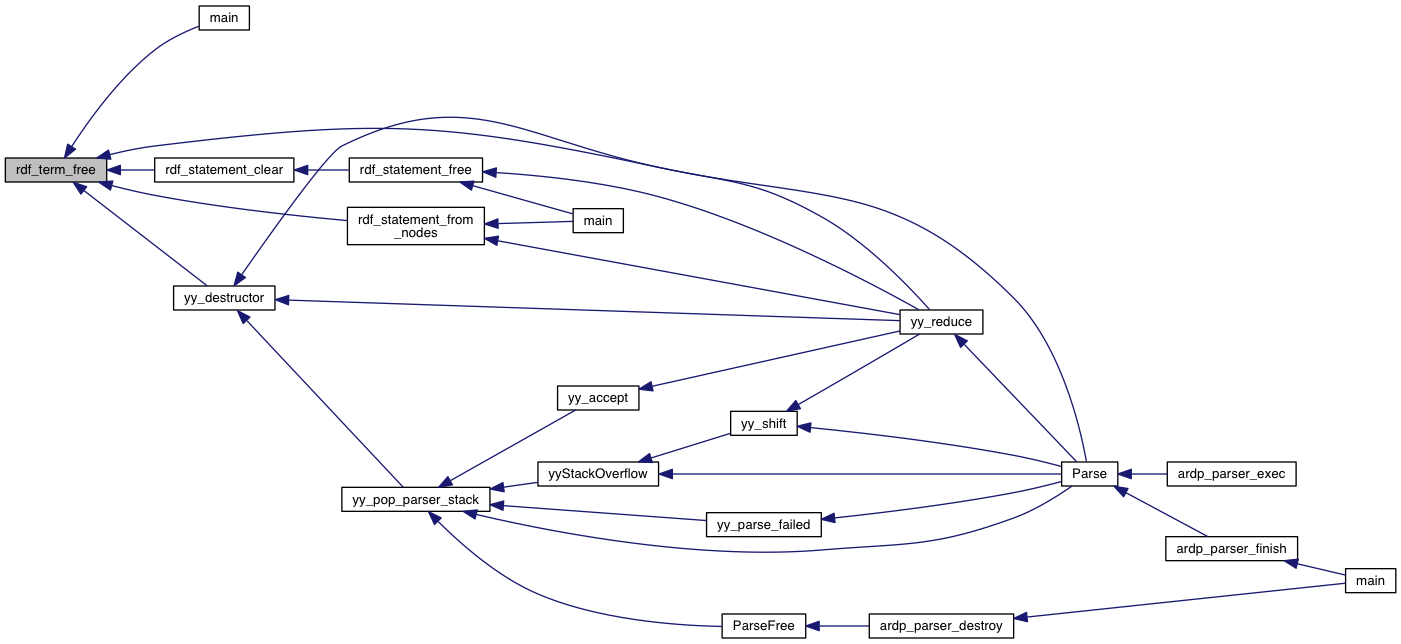 main
rdf_term_free
rdf_statement_clear
rdf_statement_free
rdf_statement_from
_nodes
main
yy_destructor
yy_reduce
yy_accept
yy_shift
yyStackOverflow
Parse
ardp_parser_exec
yy_pop_parser_stack
yy_parse_failed
ardp_parser_finish
main
ParseFree
ardp_parser_destroy